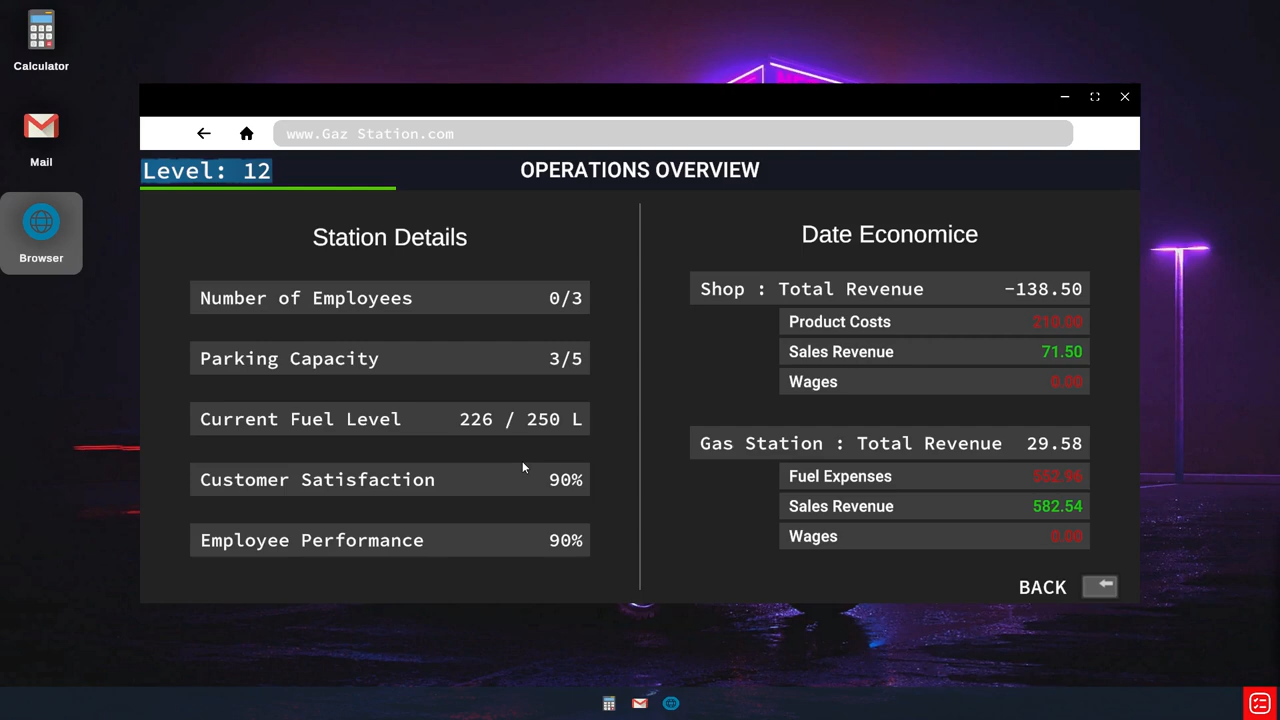 Calculator
Mail
Browser
www.Gaz Station.com
Level: 12
OPERATIONS OVERVIEW
Station Details
Number of Employees 0/3
Parking Capacity 3/5
Current Fuel Level 226 / 250 L
Customer Satisfaction 90%
Employee Performance 90%
Date Economice
Shop : Total Revenue -138.50
Product Costs 210.00
Sales Revenue 71.50
Wages 0.00
Gas Station : Total Revenue 29.58
Fuel Expenses 552.96
Sales Revenue 582.54
Wages 0.00
BACK